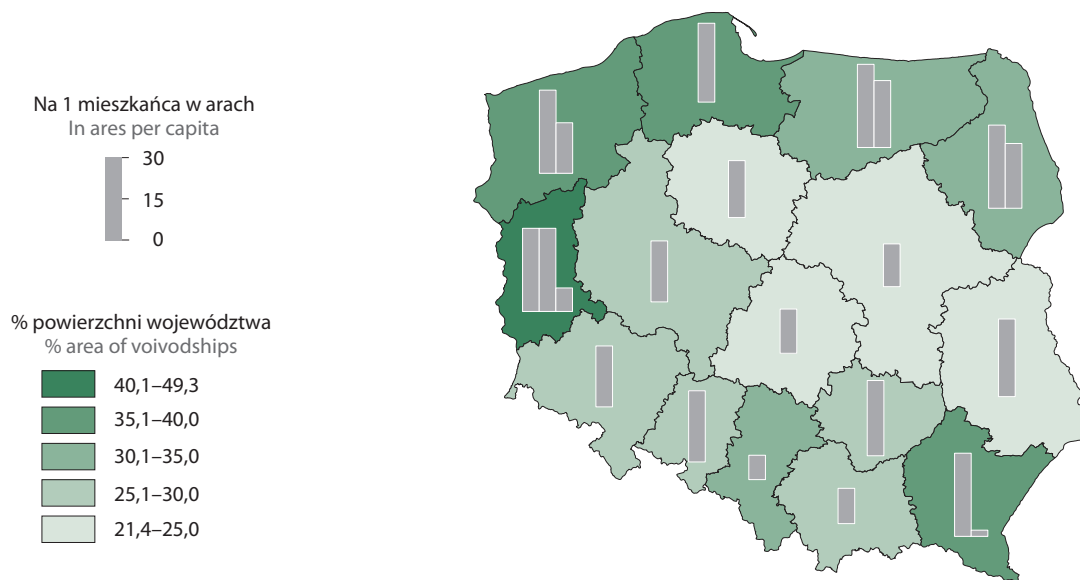 Na 1 mieszkańca w arach
In ares per capita
30
15
0
% powierzchni województwa
% area of voivodships
40,1–49,3
35,1–40,0
30,1–35,0
25,1–30,0
21,4–25,0